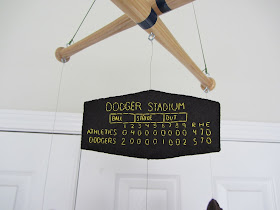 DODGER STADIUM
BALL STRIKE OUT
1 2 3 4 5 6 7 8 9 R H E
ATHLETICS 0 4 0 0 0 0 0 0 0 4 7 0
DODGERS 2 0 0 0 0 1 0 0 2 5 7 0